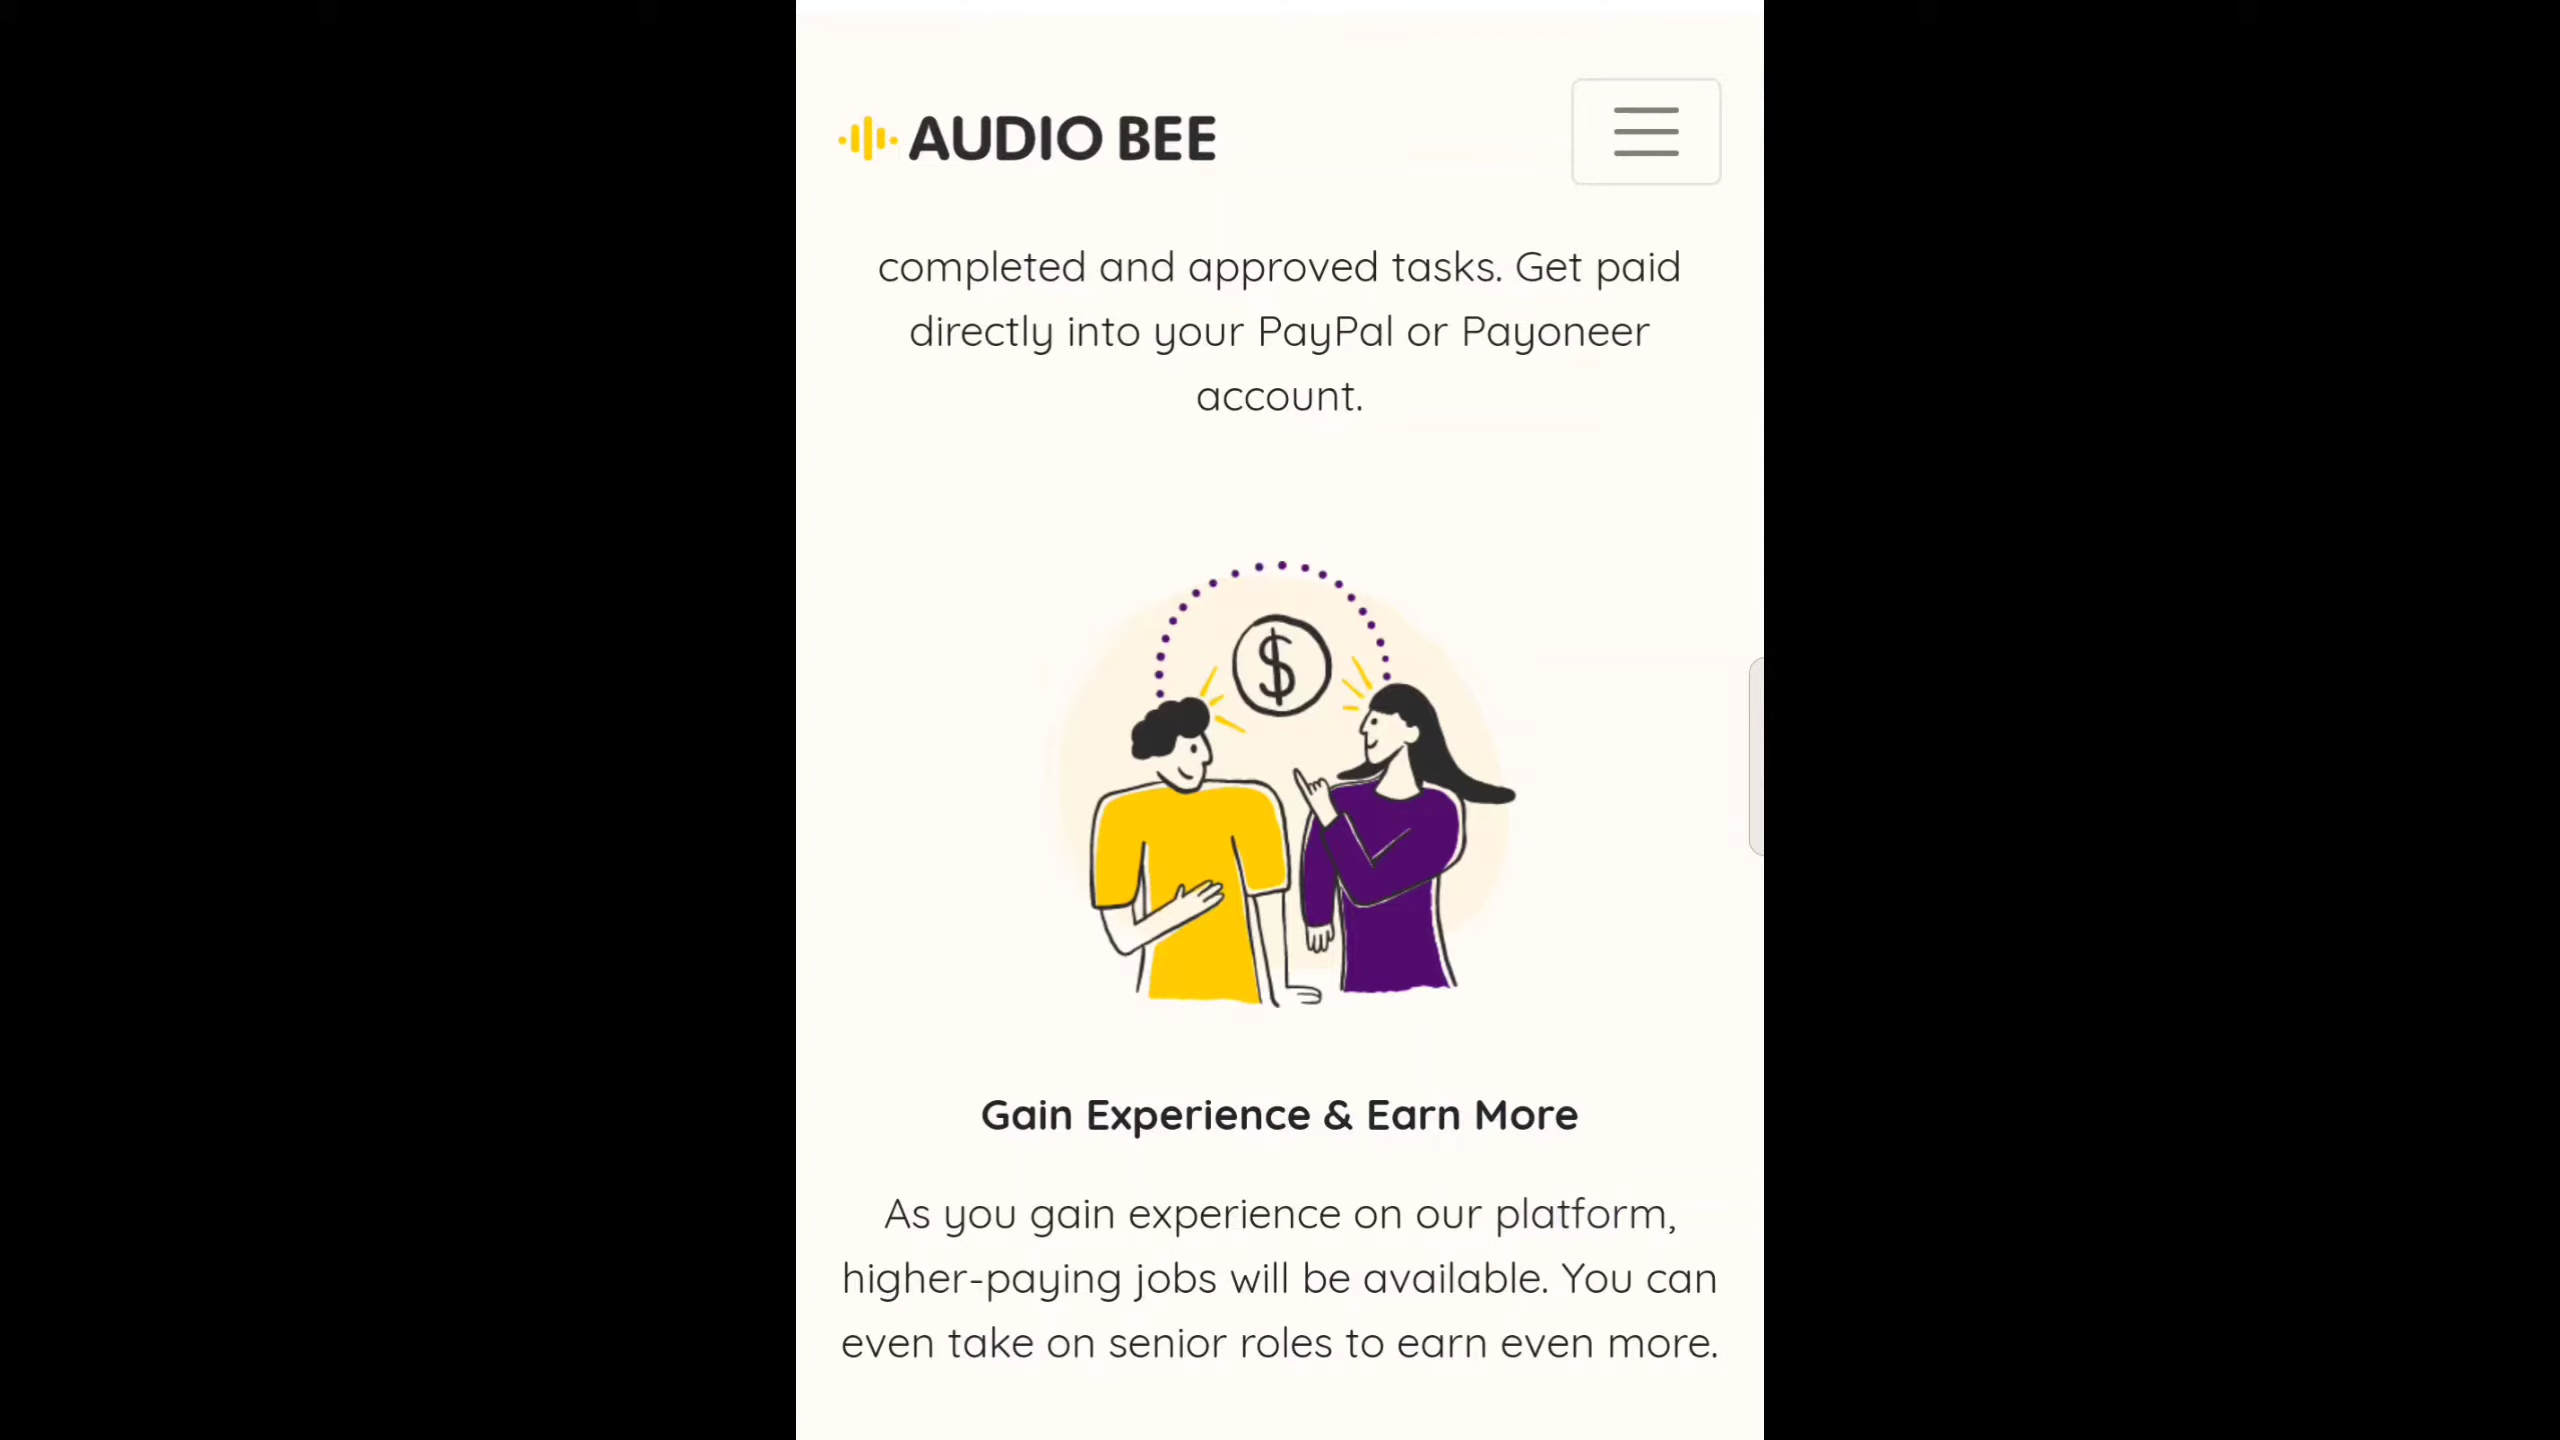 AUDIO BEE
completed and approved tasks. Get paid
directly into your PayPal or Payoneer
account.
$
Gain Experience & Earn More
As you gain experience on our platform,
higher-paying jobs will be available. You can
even take on senior roles to earn even more.